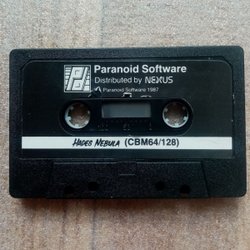 Paranoid Software
Distributed by NEXUS
Paranoid Software 1987
HADES NEBULA (CBM64/128)